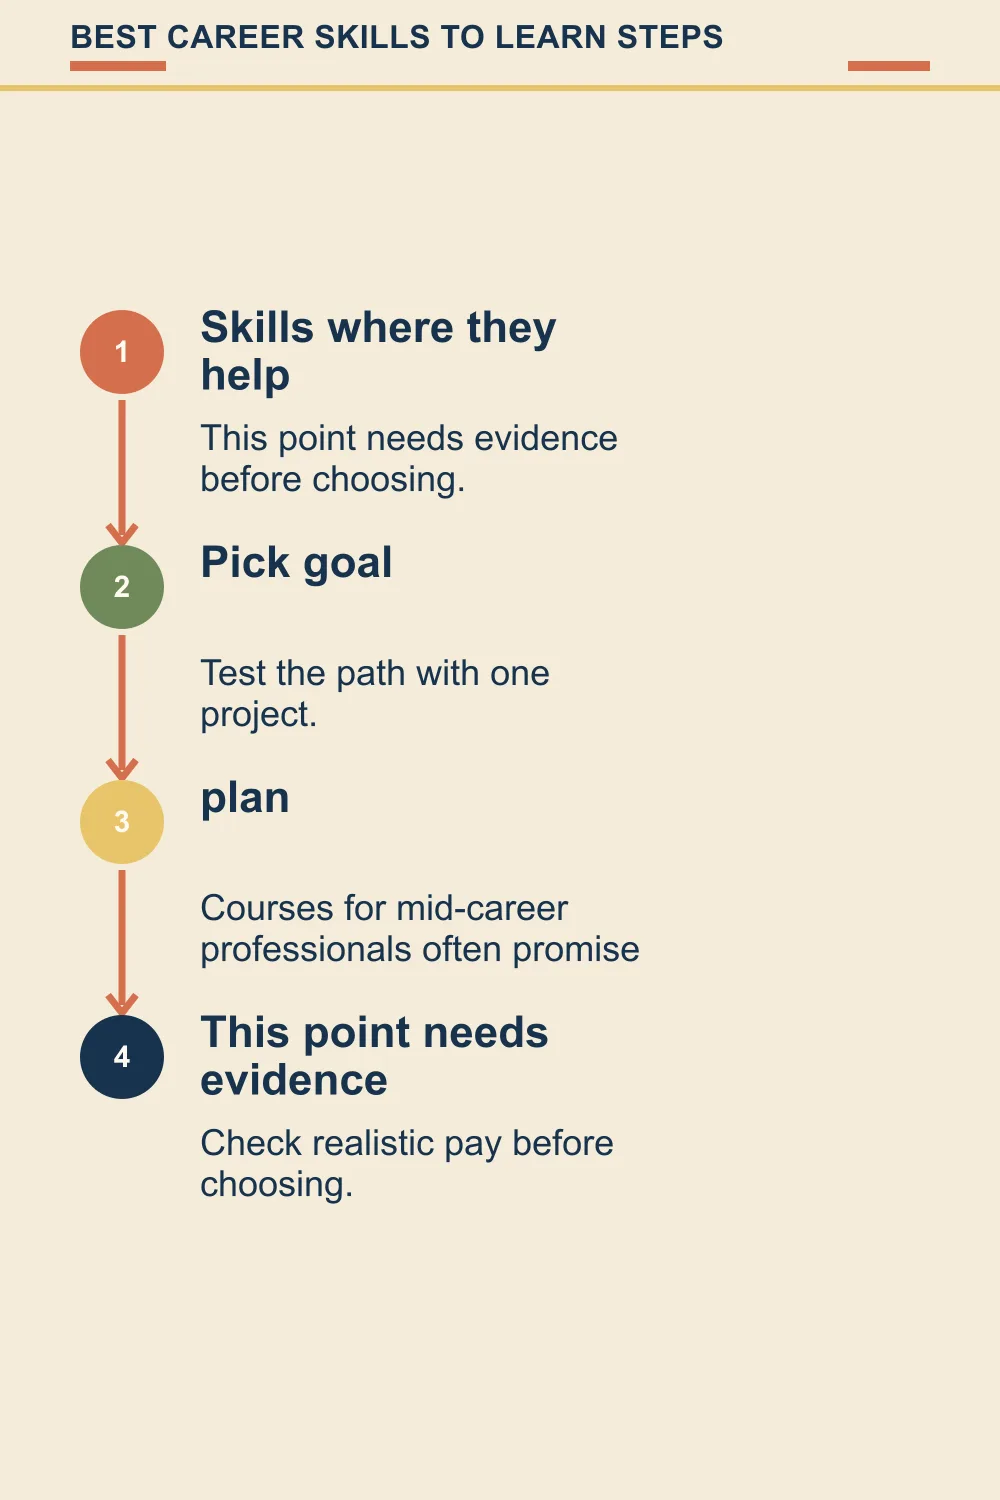 BEST CAREER SKILLS TO LEARN STEPS
1
Skills where they
help
This point needs evidence
before choosing.
2
Pick goal
Test the path with one
project.
3
plan
Courses for mid-career
professionals often promise
4
This point needs
evidence
Check realistic pay before
choosing.